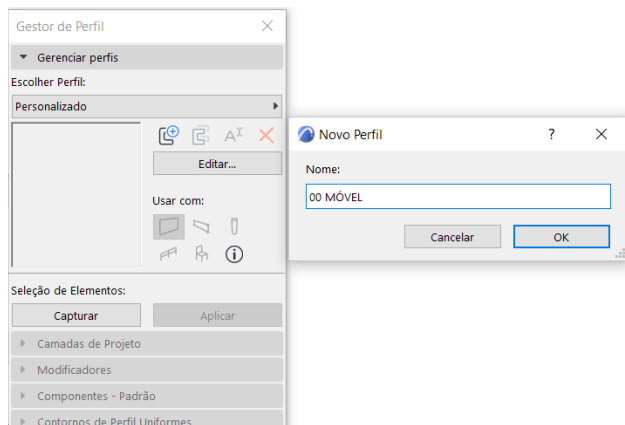 Gestor de Perfil
Gerenciar perfis
Escolher Perfil:
Personalizado
Editar...
Usar com:
Seleção de Elementos:
Capturar
Aplicar
Camadas de Projeto
Modificadores
Componentes - Padrão
Contornos de Perfil Uniformes
Novo Perfil
?
Nome:
00 MÓVEL
Cancelar
OK